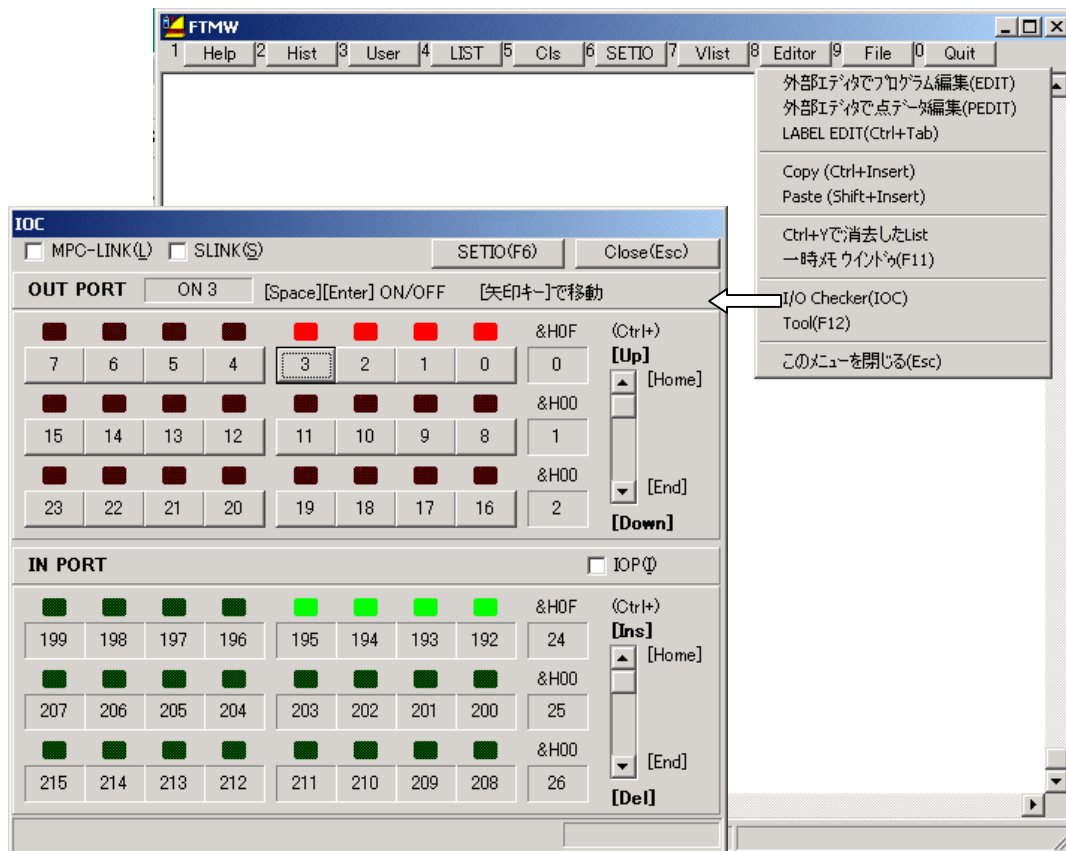 FTMW
1 Help 2 Hist 3 User 4 LIST 5 Cls 6 SETIO 7 Vlist 8 Editor 9 File 0 Quit
外部ｴﾃﾞｨﾀでﾌﾟﾛｸﾞﾗﾑ編集(EDIT)
外部ｴﾃﾞｨﾀで点ﾃﾞｰﾀ編集(PEDIT)
LABEL EDIT(Ctrl+Tab)
Copy (Ctrl+Insert)
Paste (Shift+Insert)
Ctrl+Yで消去したList
一時ﾒﾓ ｳｲﾝﾄﾞｩ(F11)
I/O Checker(IOC)
Tool(F12)
このﾒﾆｭｰを閉じる(Esc)
IOC
MPC-LINK(L) SLINK(S) SETIO(F6) Close(Esc)
OUT PORT ON 3 [Space][Enter] ON/OFF [矢印ｷｰ]で移動
&H0F (Ctrl+)
7 6 5 4 3 2 1 0 0 [Up]
[Home]
&H00
15 14 13 12 11 10 9 8 1
&H00
[End]
23 22 21 20 19 18 17 16 2
[Down]
IN PORT IOP(I)
&H0F (Ctrl+)
199 198 197 196 195 194 193 192 24 [Ins]
[Home]
&H00
207 206 205 204 203 202 201 200 25
&H00
[End]
215 214 213 212 211 210 209 208 26
[Del]